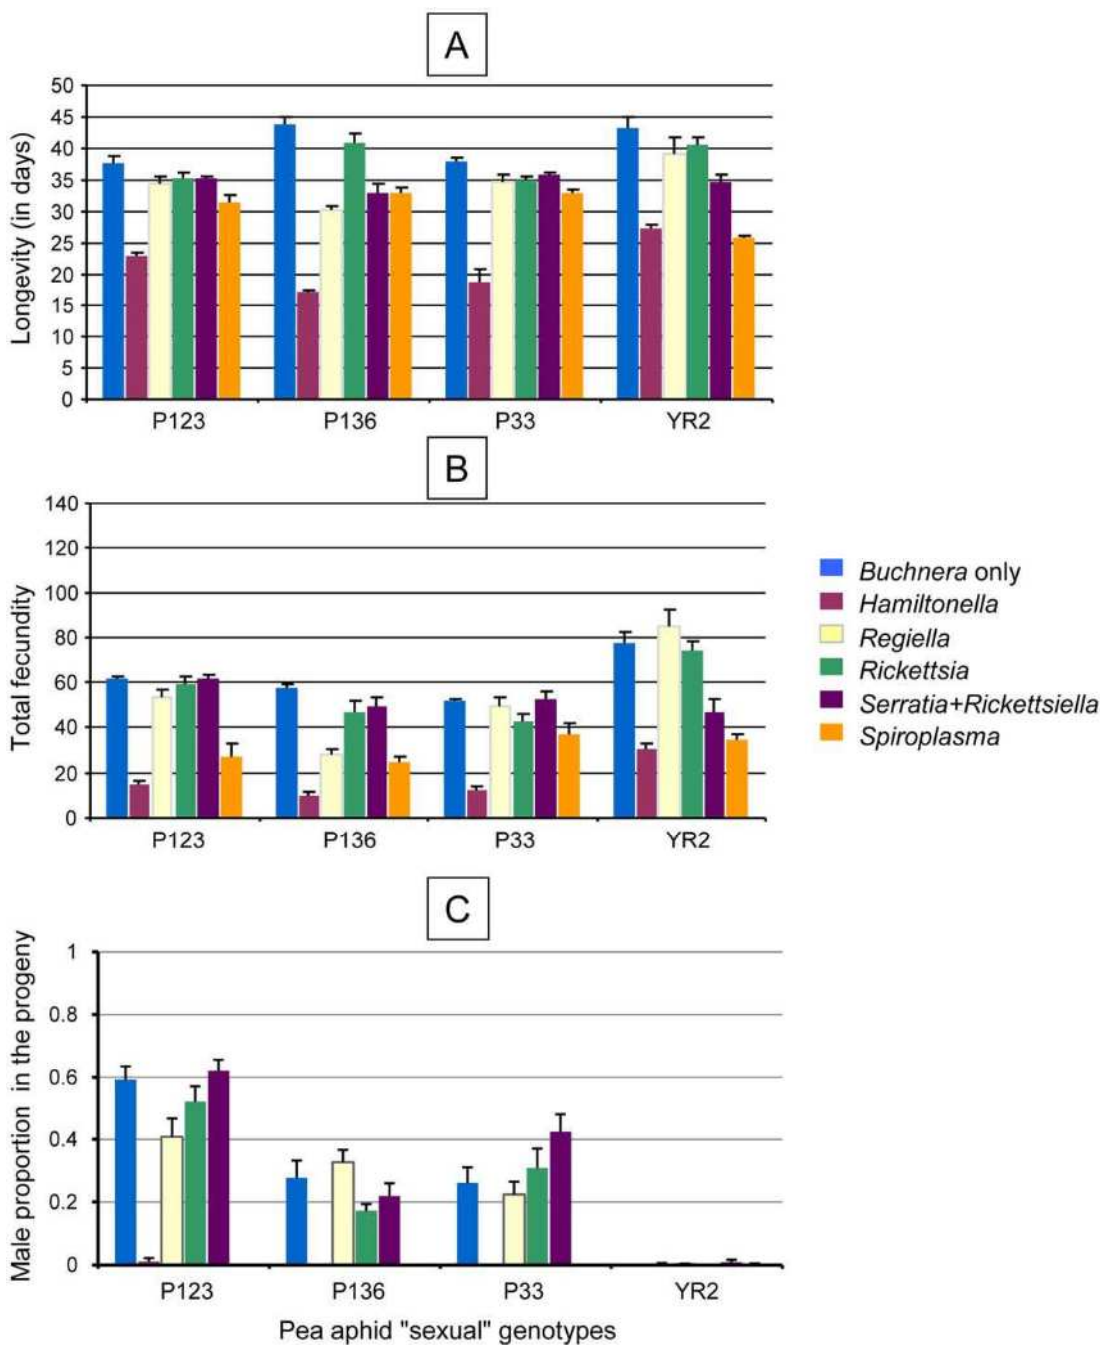 A
Longevity (in days)
50
45
40
35
30
25
20
15
10
5
0
P123 P136 P33 YR2
B
Total fecundity
140
120
100
80
60
40
20
0
P123 P136 P33 YR2
Buchnera only
Hamiltonella
Regiella
Rickettsia
Serratia+Rickettsiella
Spiroplasma
C
Male proportion in the progeny
1
0.8
0.6
0.4
0.2
0
P123 P136 P33 YR2
Pea aphid "sexual" genotypes